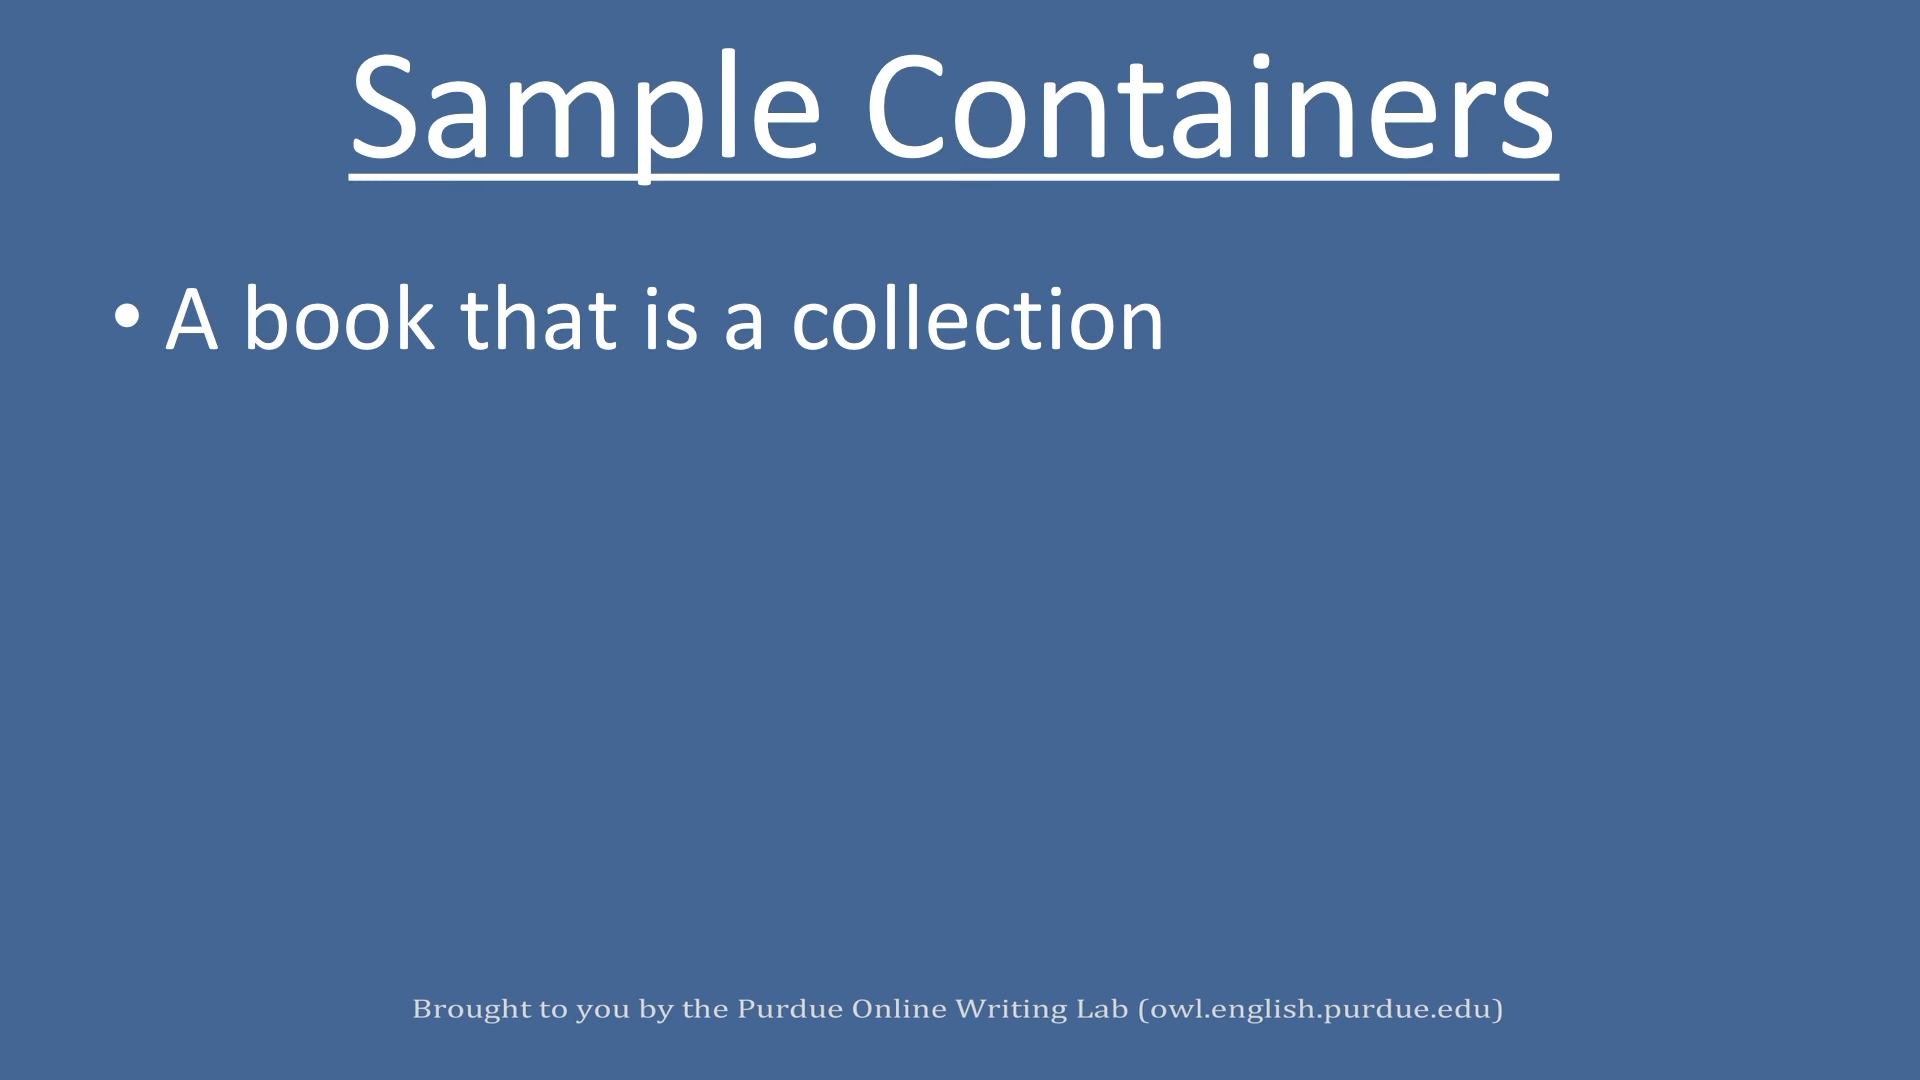 Sample Containers
• A book that is a collection
Brought to you by the Purdue Online Writing Lab (owl.english.purdue.edu)